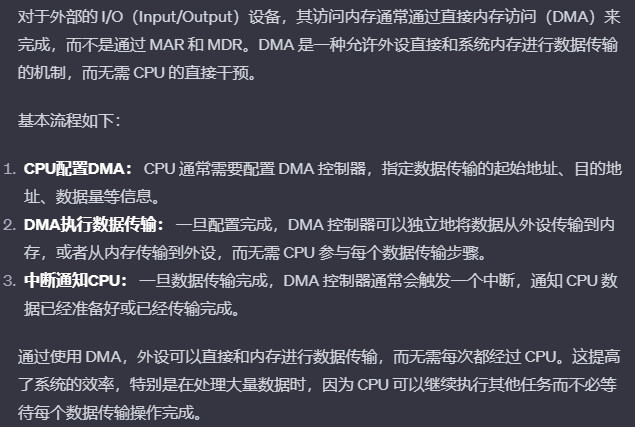 对于外部的 I/O（Input/Output）设备，其访问内存通常通过直接内存访问（DMA）来
完成，而不是通过 MAR 和 MDR。DMA 是一种允许外设直接和系统内存进行数据传输
的机制，而无需 CPU 的直接干预。
基本流程如下：
1. CPU配置DMA： CPU 通常需要配置 DMA 控制器，指定数据传输的起始地址、目的地
址、数据量等信息。
2. DMA执行数据传输： 一旦配置完成，DMA 控制器可以独立地将数据从外设传输到内
存，或者从内存传输到外设，而无需 CPU 参与每个数据传输步骤。
3. 中断通知CPU： 一旦数据传输完成，DMA 控制器通常会触发一个中断，通知 CPU 数
据已经准备好或已经传输完成。
通过使用 DMA，外设可以直接和内存进行数据传输，而无需每次都经过 CPU。这提高
了系统的效率，特别是在处理大量数据时，因为 CPU 可以继续执行其他任务而不必等
待每个数据传输操作完成。